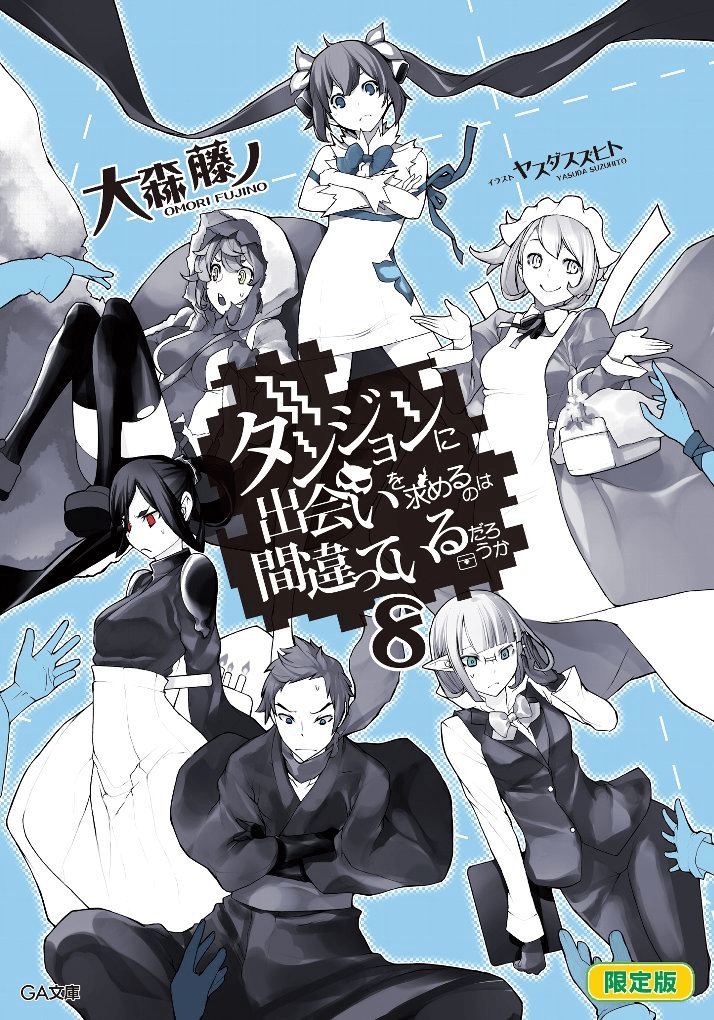 大森藤ノ
OMORI FUJINO
イラスト ヤスダスズヒト
YASUDA SUZUHITO
ダンジョンに
出会いを求めるのは
間違っているだろうか
8
GA文庫
限定版